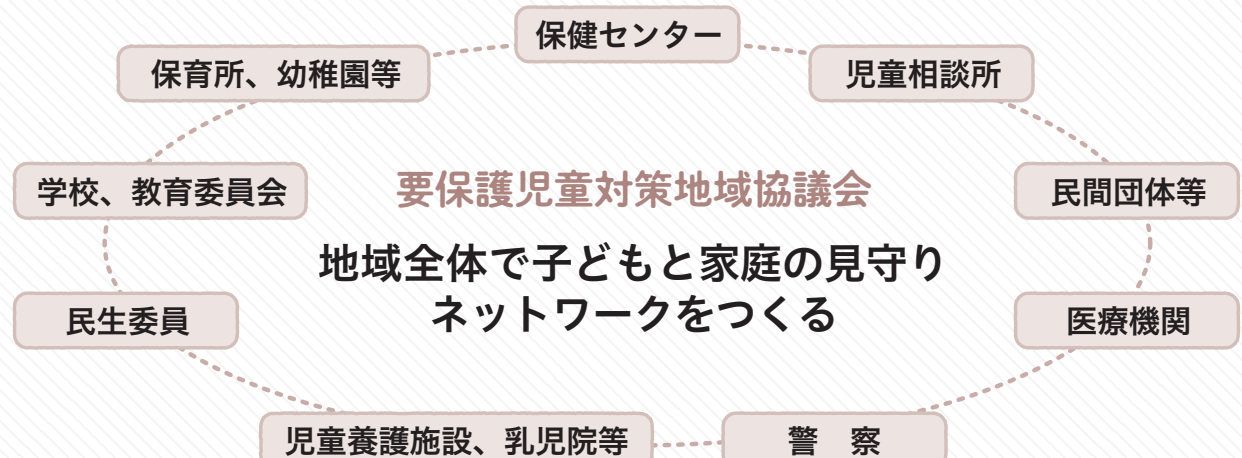 保健センター
保育所、幼稚園等
児童相談所
学校、教育委員会
要保護児童対策地域協議会
民間団体等
地域全体で子どもと家庭の見守り
ネットワークをつくる
民生委員
医療機関
児童養護施設、乳児院等
警　察